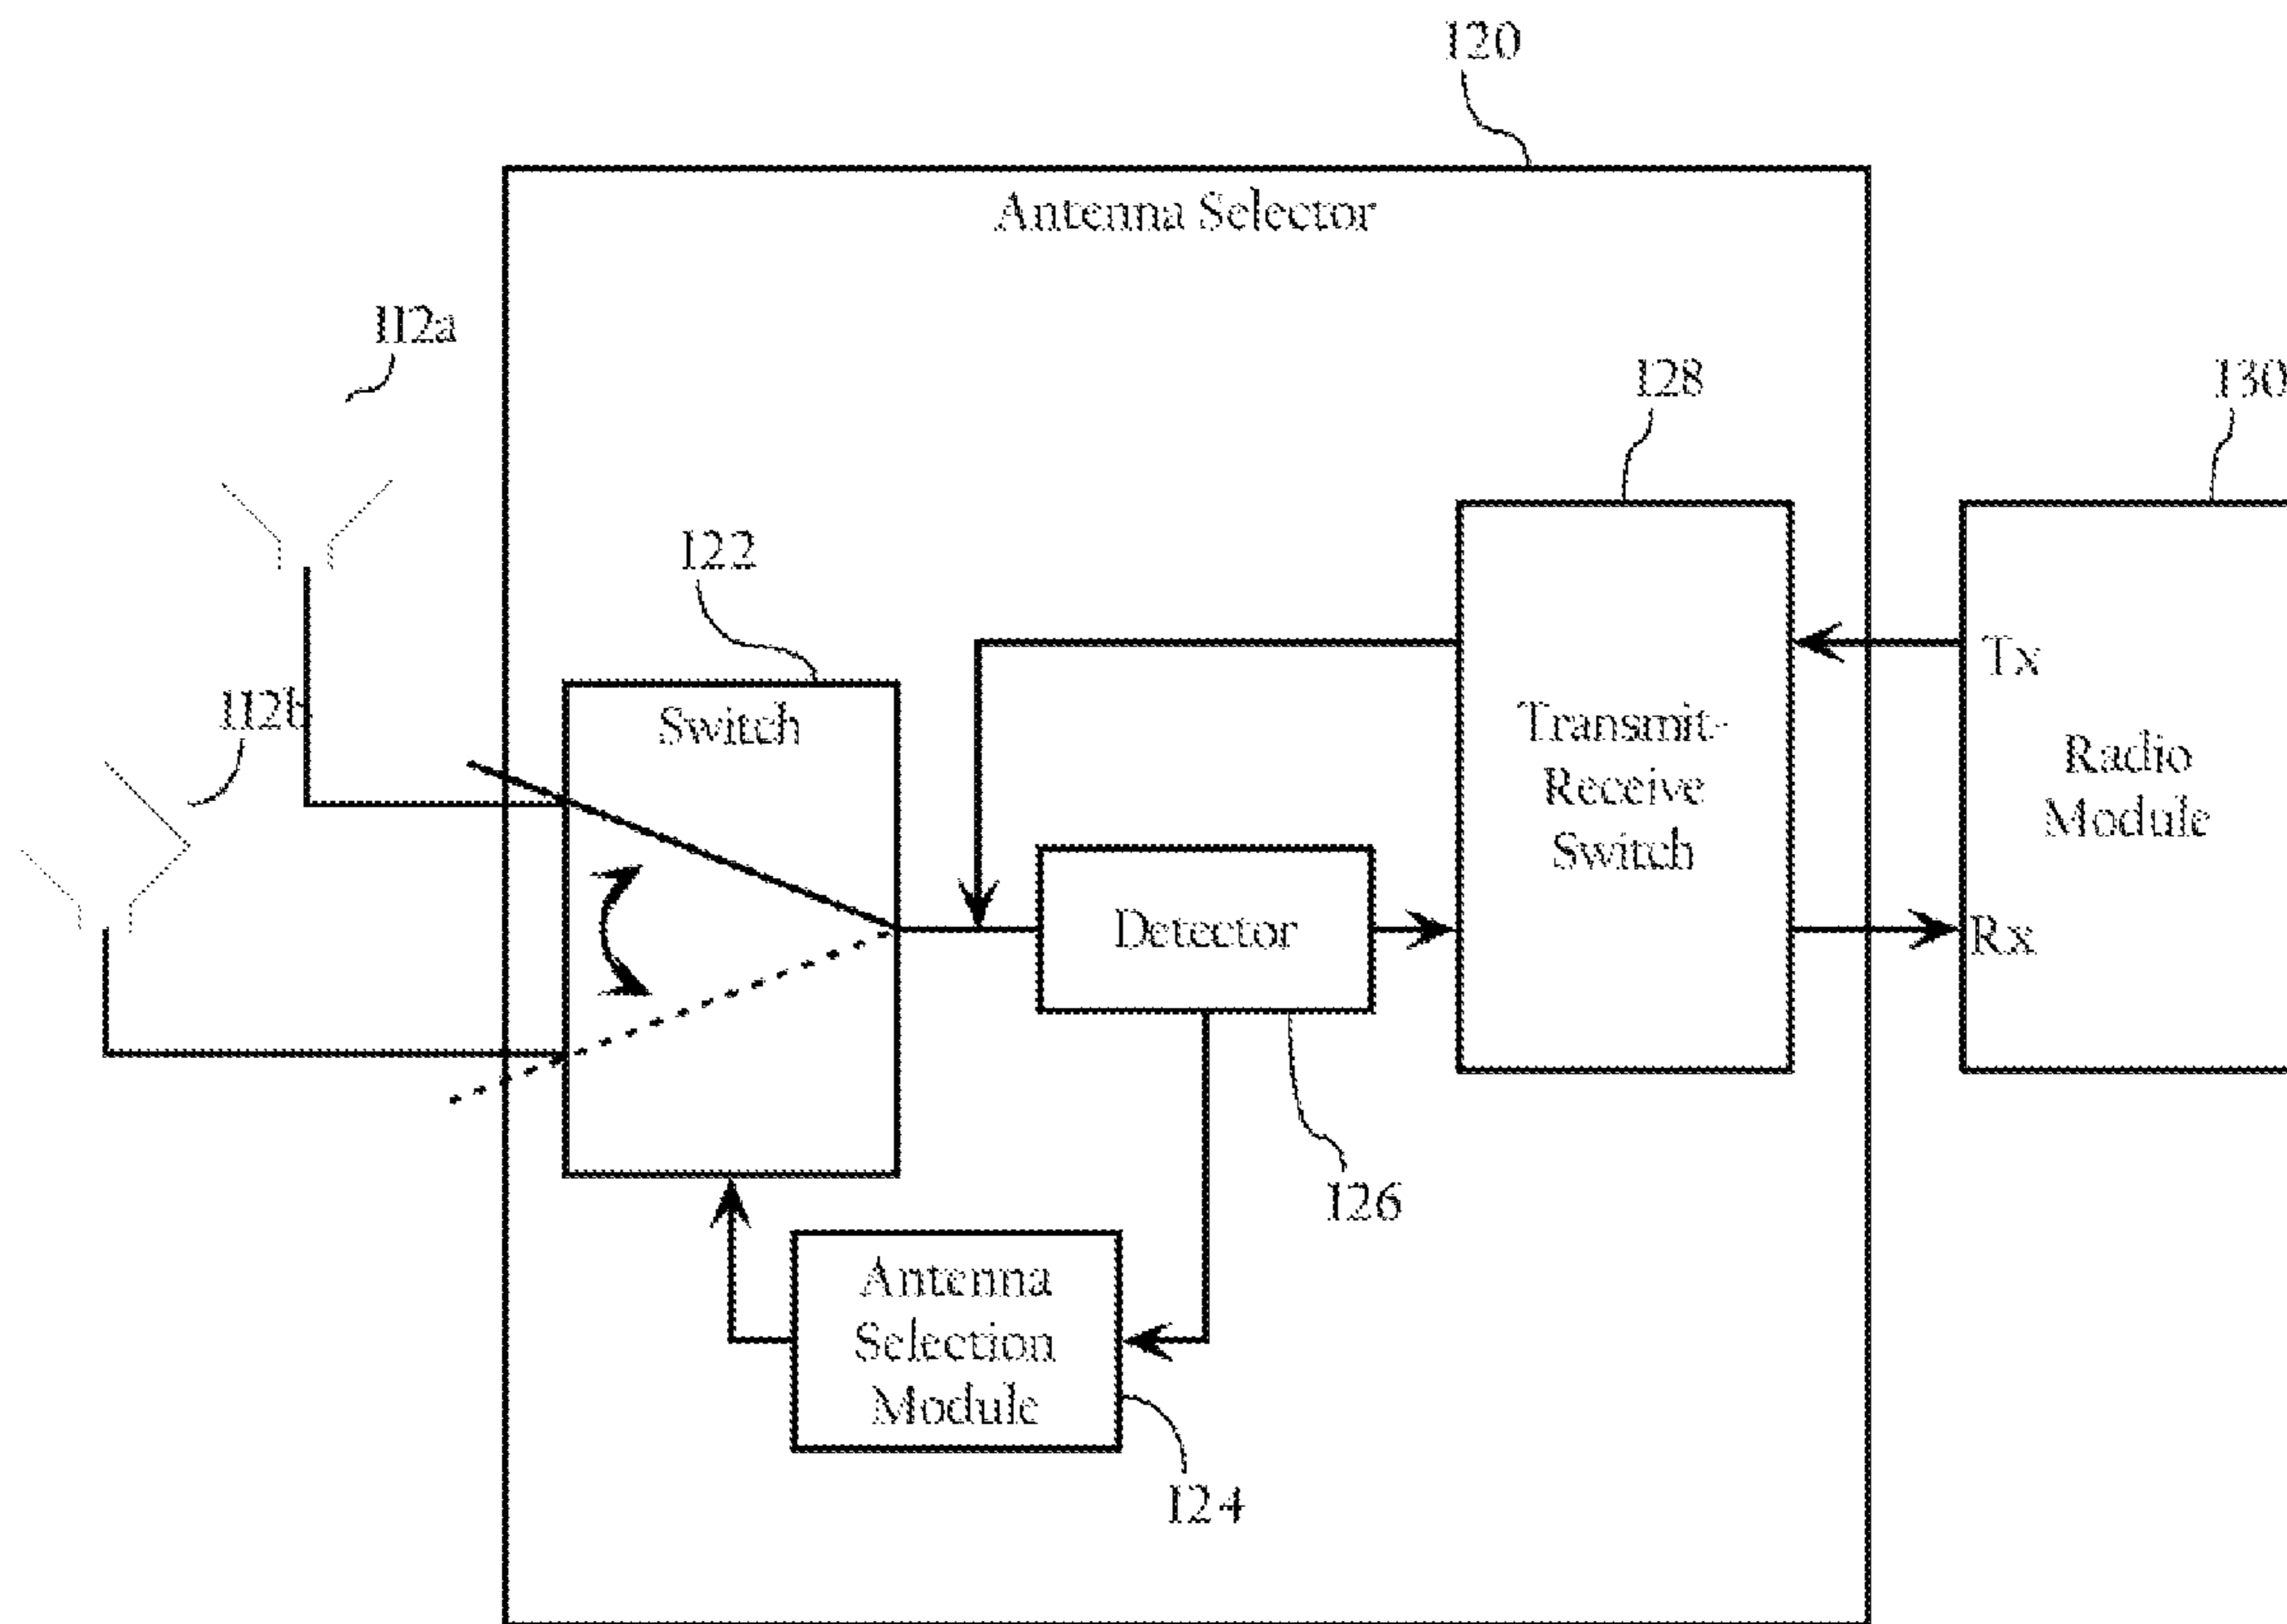 120
Antenna Selector
112a
128
130
122
Tx
112b
Switch
Transmit-
Receive
Switch
Radio
Module
Detector
Rx
126
Antenna
Selection
Module
124